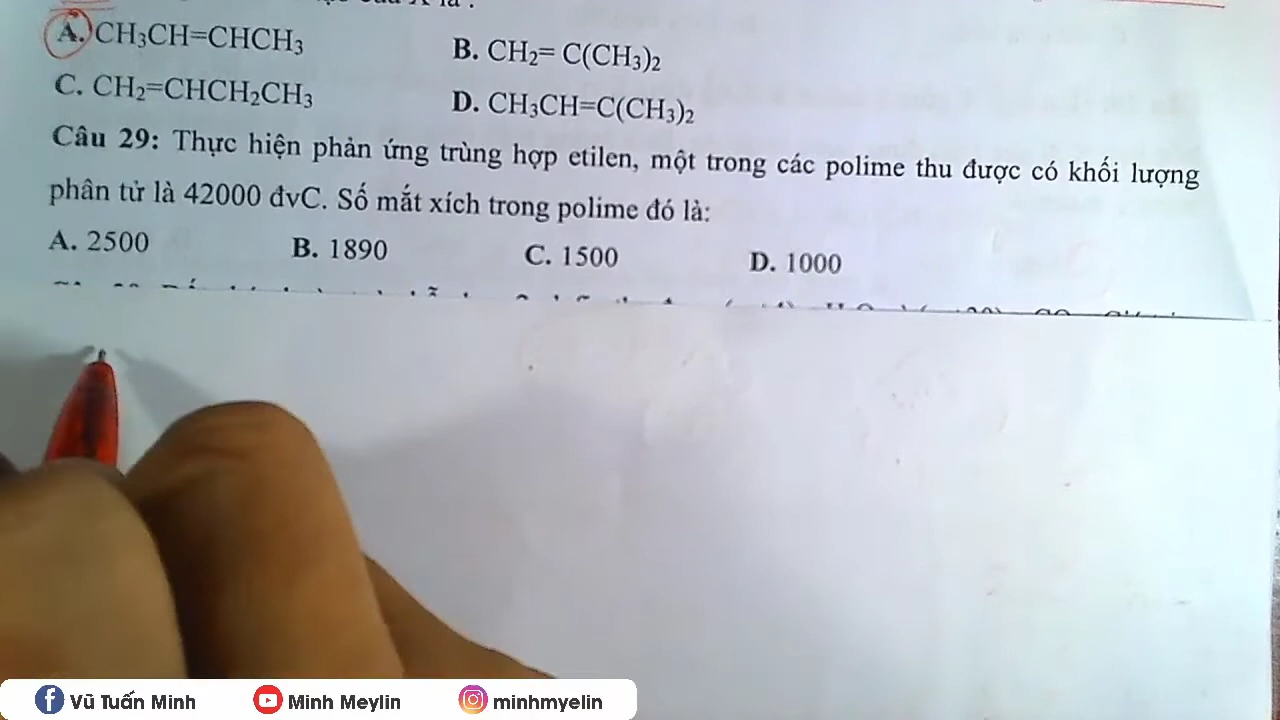 A. CH₃CH=CHCH₃
B. CH₂= C(CH₃)₂
C. CH₂=CHCH₂CH₃
D. CH₃CH=C(CH₃)₂
Câu 29: Thực hiện phản ứng trùng hợp etilen, một trong các polime thu được có khối lượng
phân tử là 42000 đvC. Số mắt xích trong polime đó là:
A. 2500 B. 1890 C. 1500 D. 1000
Vũ Tuấn Minh Minh Meylin minhmyelin